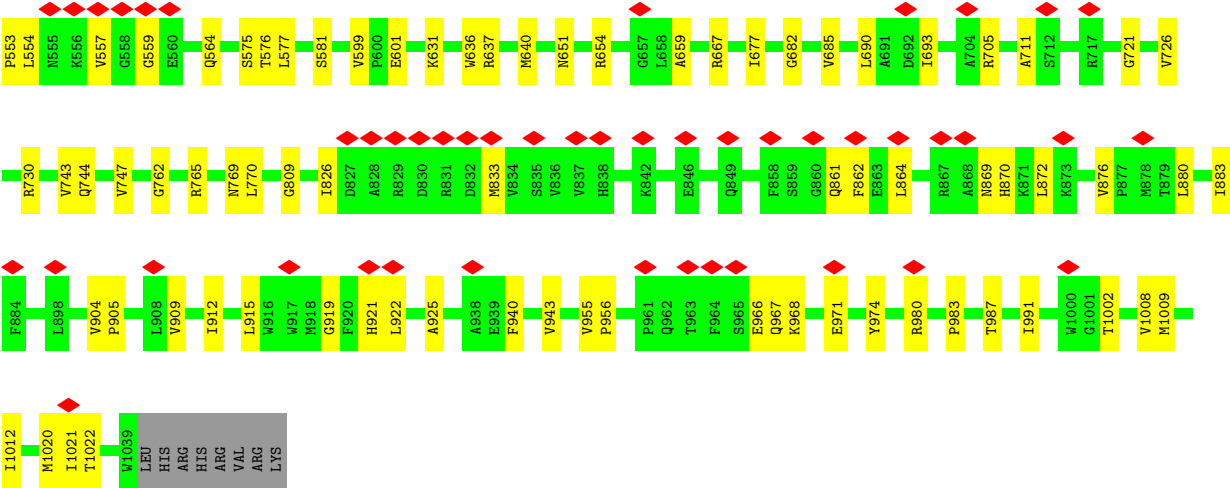 P553 L554 N555 K556 V557 G558 G559 E560 Q564 S575 T576 L577 S581 V599 P600 E601 K631 W636 R637 M640 N651 R654 G657 L658 A659 R667 I677 G682 V685 L690 A691 D692 I693 A704 R705 A711 S712 R717 G721 V726
R730 V743 Q744 V747 G762 R765 N769 L770 G809 I826 D827 A828 R829 D830 R831 D832 M833 V834 S835 V836 V837 H838 K842 E846 Q849 F858 S859 G860 Q861 F862 E863 L864 R867 A868 N869 H870 K871 L872 K873 V876 P877 M878 T879 L880 I883
F884 L898 V904 P905 L908 V909 I912 L915 W916 W917 M918 G919 F920 H921 L922 A925 A938 E939 F940 V943 V955 P956 P961 Q962 T963 F964 S965 E966 Q967 K968 E971 Y974 R980 P983 T987 I991 W1000 G1001 T1002 V1008 M1009
I1012 M1020 I1021 T1022 W1039 LEU HIS ARG HIS ARG VAL ARG LYS